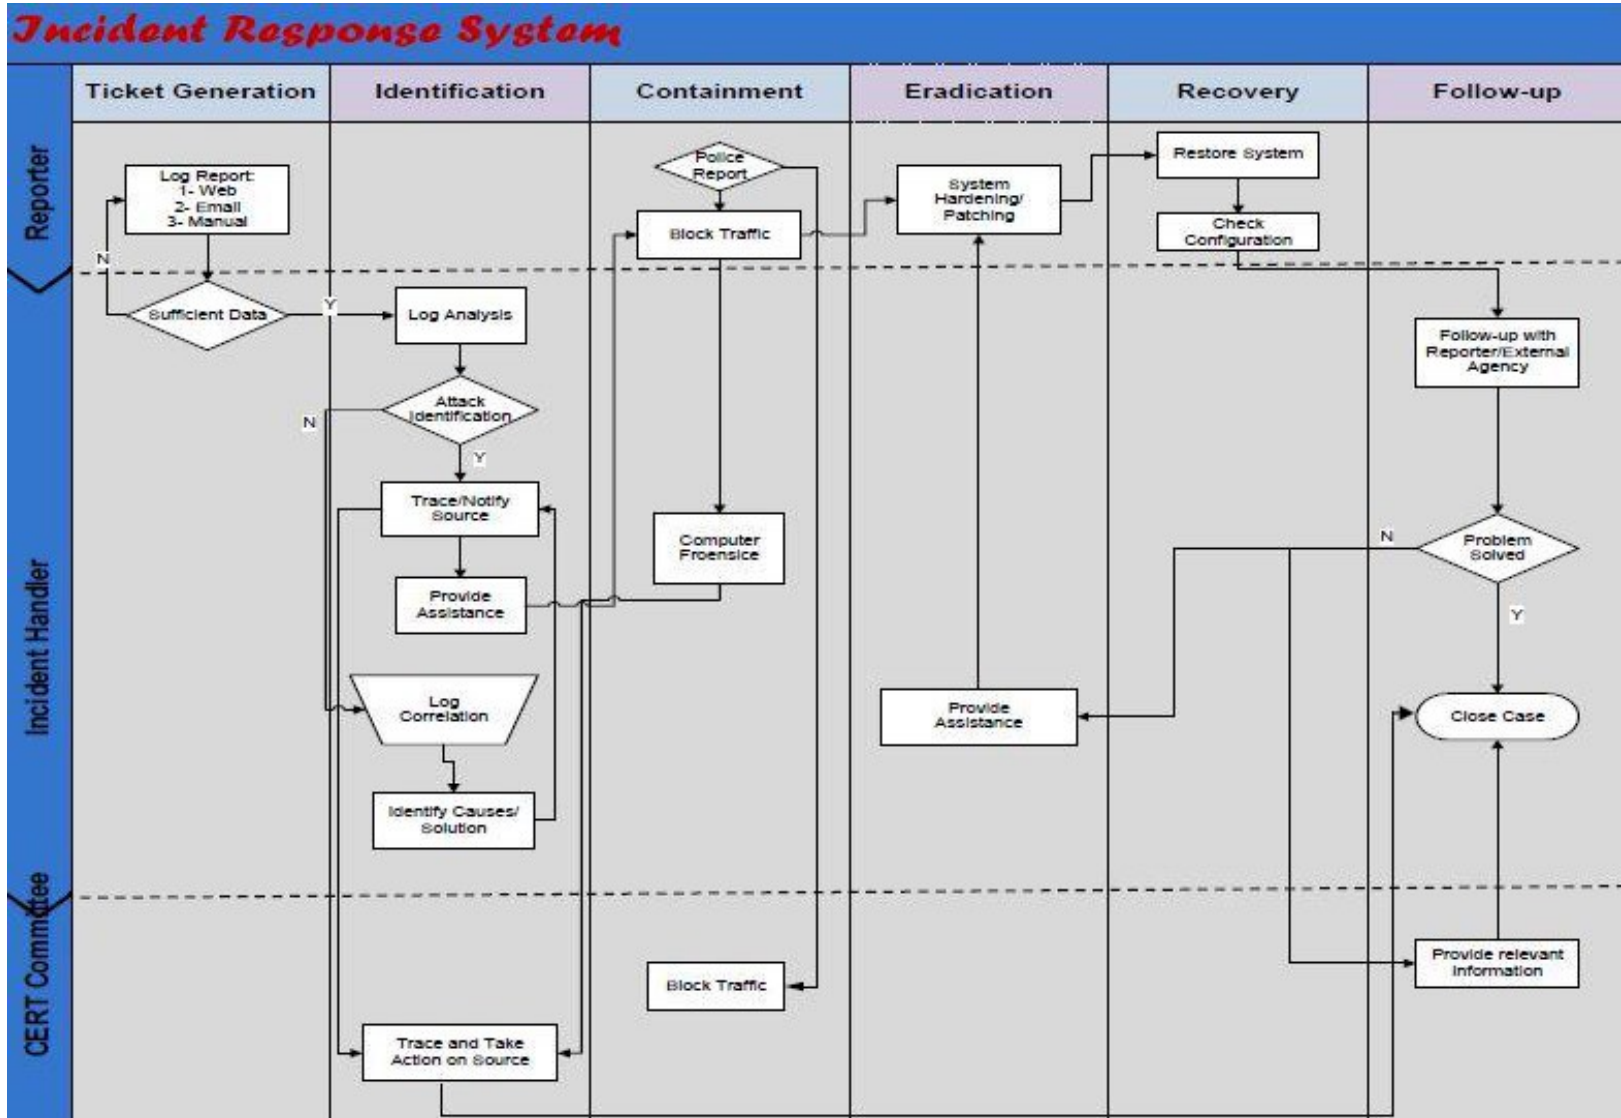 Incident Response System
Ticket Generation
Identification
Containment
Eradication
Recovery
Follow-up
Reporter
Log Report:
1- Web
2- Email
3- Manual
N
Sufficient Data
Y
Log Analysis
Attack
Identification
N
Y
Trace/Notify
Source
Provide
Assistance
Log
Correlation
Identify Causes/
Solution
Police
Report
Block Traffic
Computer
Froensice
System
Hardening/
Patching
Provide
Assistance
Restore System
Check
Configuration
Follow-up with
Reporter/External
Agency
Problem
Solved
N
Y
Close Case
Incident Handler
CERT Committee
Trace and Take
Action on Source
Block Traffic
Provide relevant
information